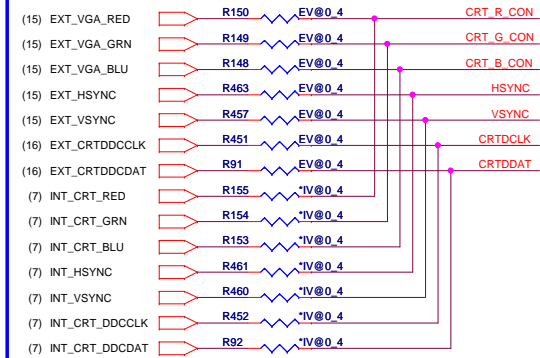 (15) EXT_VGA_RED R150 EV@0_4 CRT_R_CON
(15) EXT_VGA_GRN R149 EV@0_4 CRT_G_CON
(15) EXT_VGA_BLU R148 EV@0_4 CRT_B_CON
(15) EXT_HSYNC R463 EV@0_4 HSYNC
(15) EXT_VSYNC R457 EV@0_4 VSYNC
(16) EXT_CRTDDCCLK R451 EV@0_4 CRTDCLK
(16) EXT_CRTDDCDAT R91 EV@0_4 CRTDDAT
(7) INT_CRT_RED R155 *IV@0_4
(7) INT_CRT_GRN R154 *IV@0_4
(7) INT_CRT_BLU R153 *IV@0_4
(7) INT_HSYNC R461 *IV@0_4
(7) INT_VSYNC R460 *IV@0_4
(7) INT_CRT_DDCCLK R452 *IV@0_4
(7) INT_CRT_DDCDAT R92 *IV@0_4